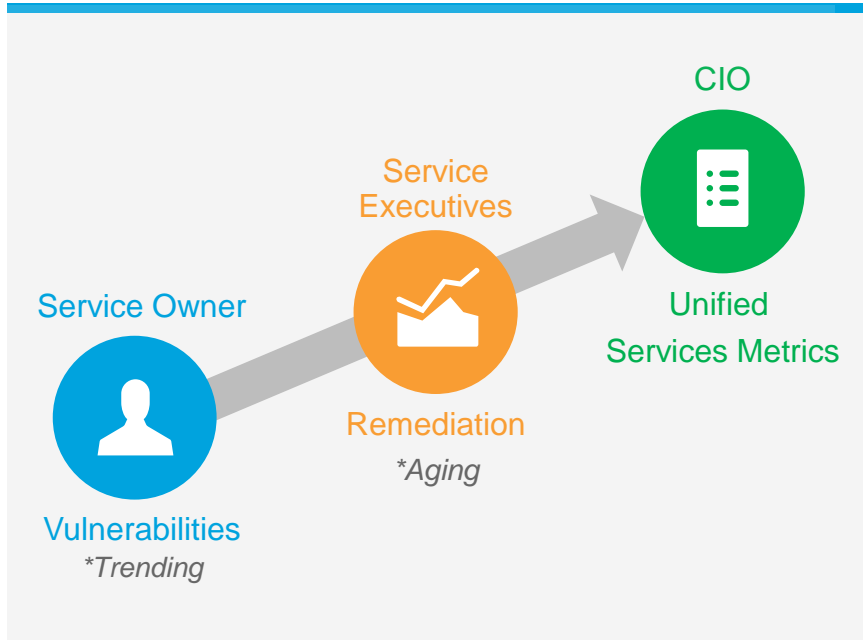 CIO
Service
Executives
Service Owner
Unified
Services Metrics
Remediation
*Aging
Vulnerabilities
*Trending